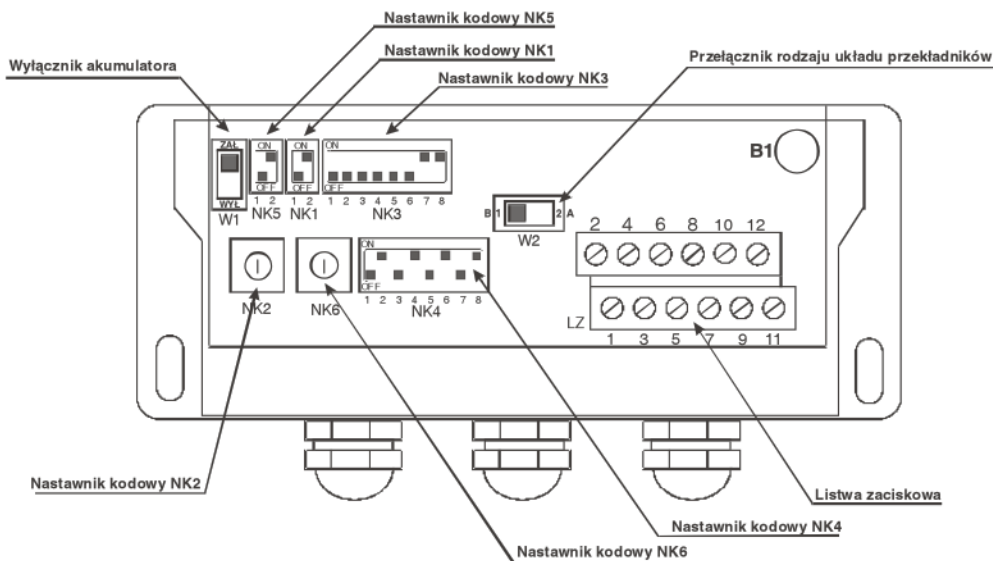 Nastawnik kodowy NK5
Nastawnik kodowy NK1
Wyłącznik akumulatora
Przełącznik rodzaju układu przekładników
Nastawnik kodowy NK3
ZAŁ
ON
ON
ON
B1
WYŁ
OFF
OFF
OFF
1 2
1 2
1 2 3 4 5 6 7 8
W1
NK5
NK1
NK3
B 1
2 A
W2
2 4 6 8 10 12
ON
OFF
1 2 3 4 5 6 7 8
NK2
NK6
NK4
LZ
1 3 5 7 9 11
Nastawnik kodowy NK2
Listwa zaciskowa
Nastawnik kodowy NK4
Nastawnik kodowy NK6